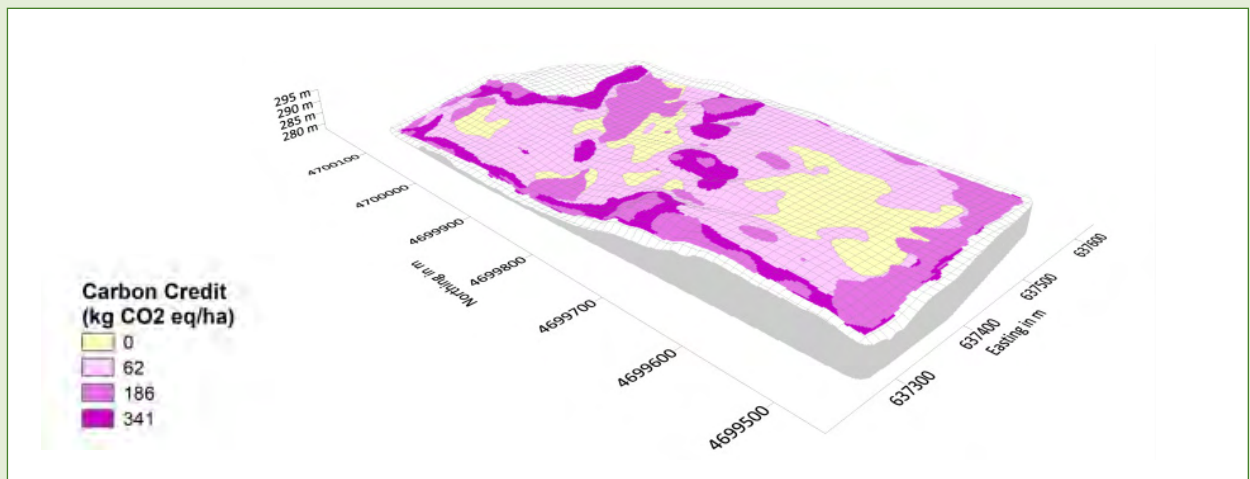 295 m
290 m
285 m
280 m
4700100
4700000
4699900
4699800
4699700
4699600
4699500
Northing in m
637600
637500
637400
637300
Easting in m
Carbon Credit
(kg CO2 eq/ha)
0
62
186
341